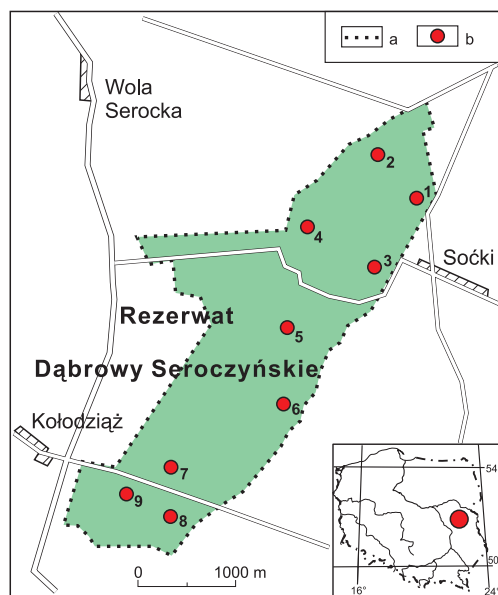 a b
Wola
Serocka
2
1
4
Soćki
3
Rezerwat
5
Dąbrowy Seroczyńskie
6
Kołodziąż
7
9
8
54
50
0 1000 m
16° 24°